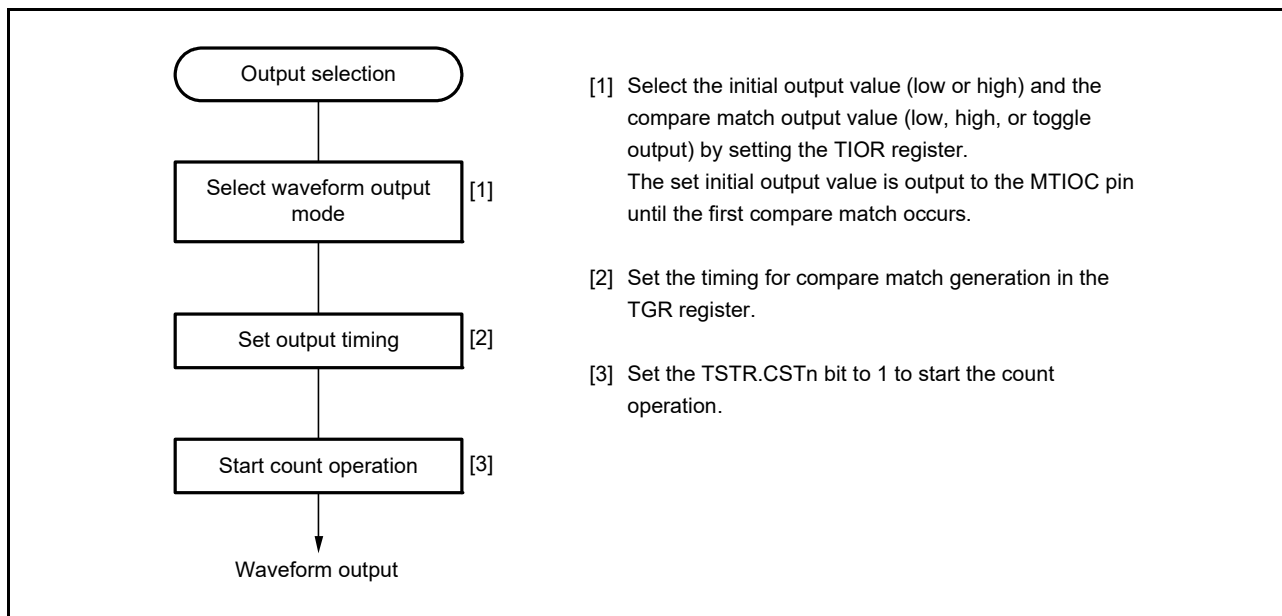 Output selection
Select waveform output
mode
[1]
Set output timing
[2]
Start count operation
[3]
Waveform output
[1] Select the initial output value (low or high) and the
compare match output value (low, high, or toggle
output) by setting the TIOR register.
The set initial output value is output to the MTIOC pin
until the first compare match occurs.
[2] Set the timing for compare match generation in the
TGR register.
[3] Set the TSTR.CSTn bit to 1 to start the count
operation.